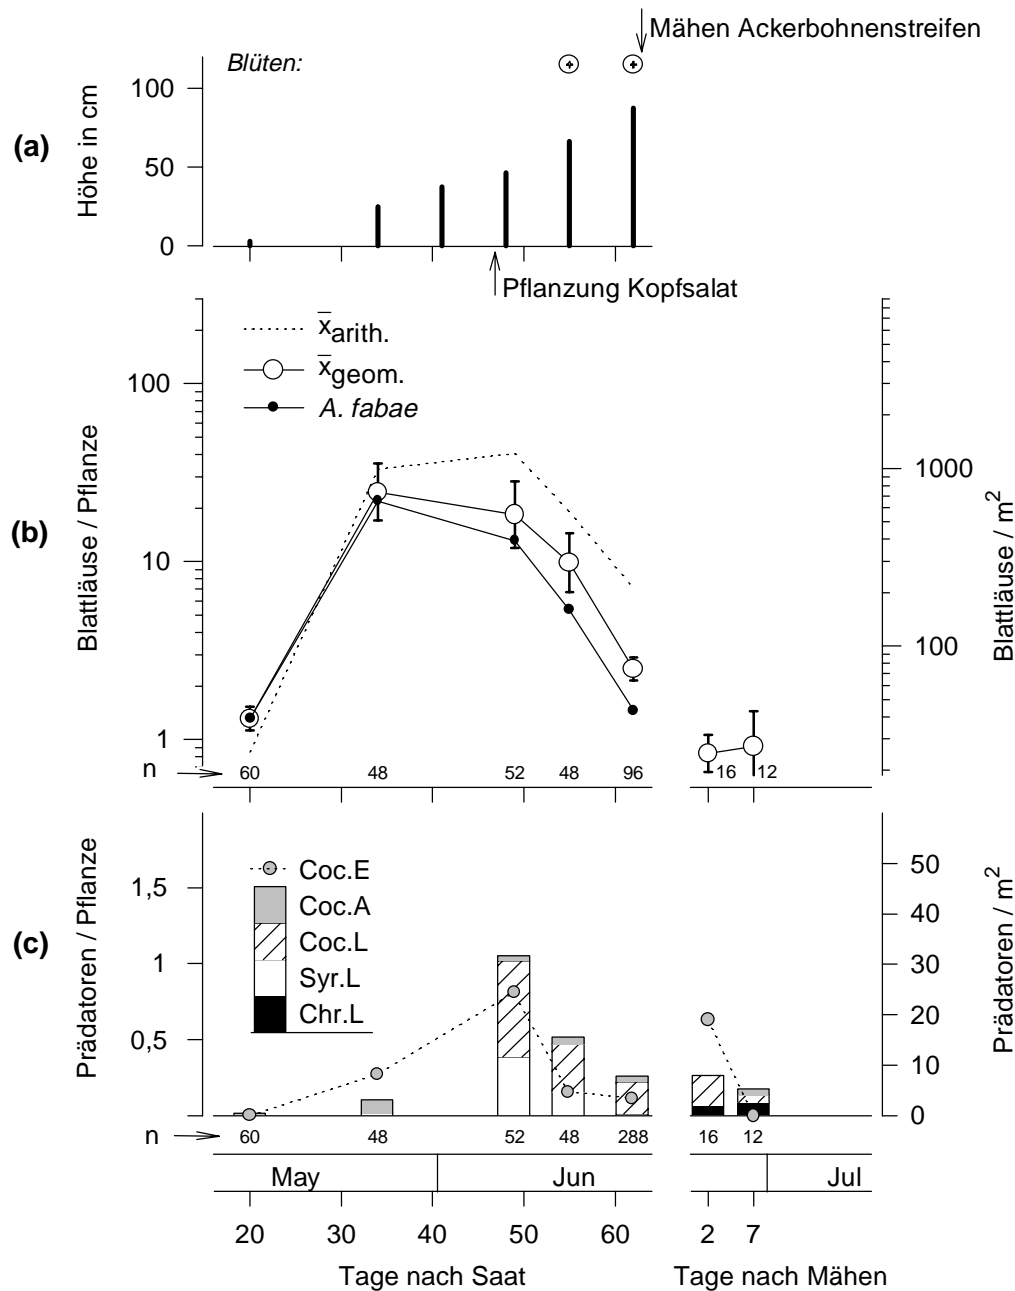 Mähen Ackerbohnenstreifen
Blüten:
(a)
Höhe in cm
100
50
0
Pflanzung Kopfsalat
(b)
Blattläuse / Pflanze
100
10
1
x̅arith.
x̅geom.
A. fabae
1000
100
Blattläuse / m²
n
60 48 52 48 96 16 12
(c)
Prädatoren / Pflanze
1,5
1
0,5
Coc.E
Coc.A
Coc.L
Syr.L
Chr.L
50
40
30
20
10
0
Prädatoren / m²
n
60 48 52 48 288 16 12
May Jun Jul
20 30 40 50 60 2 7
Tage nach Saat Tage nach Mähen